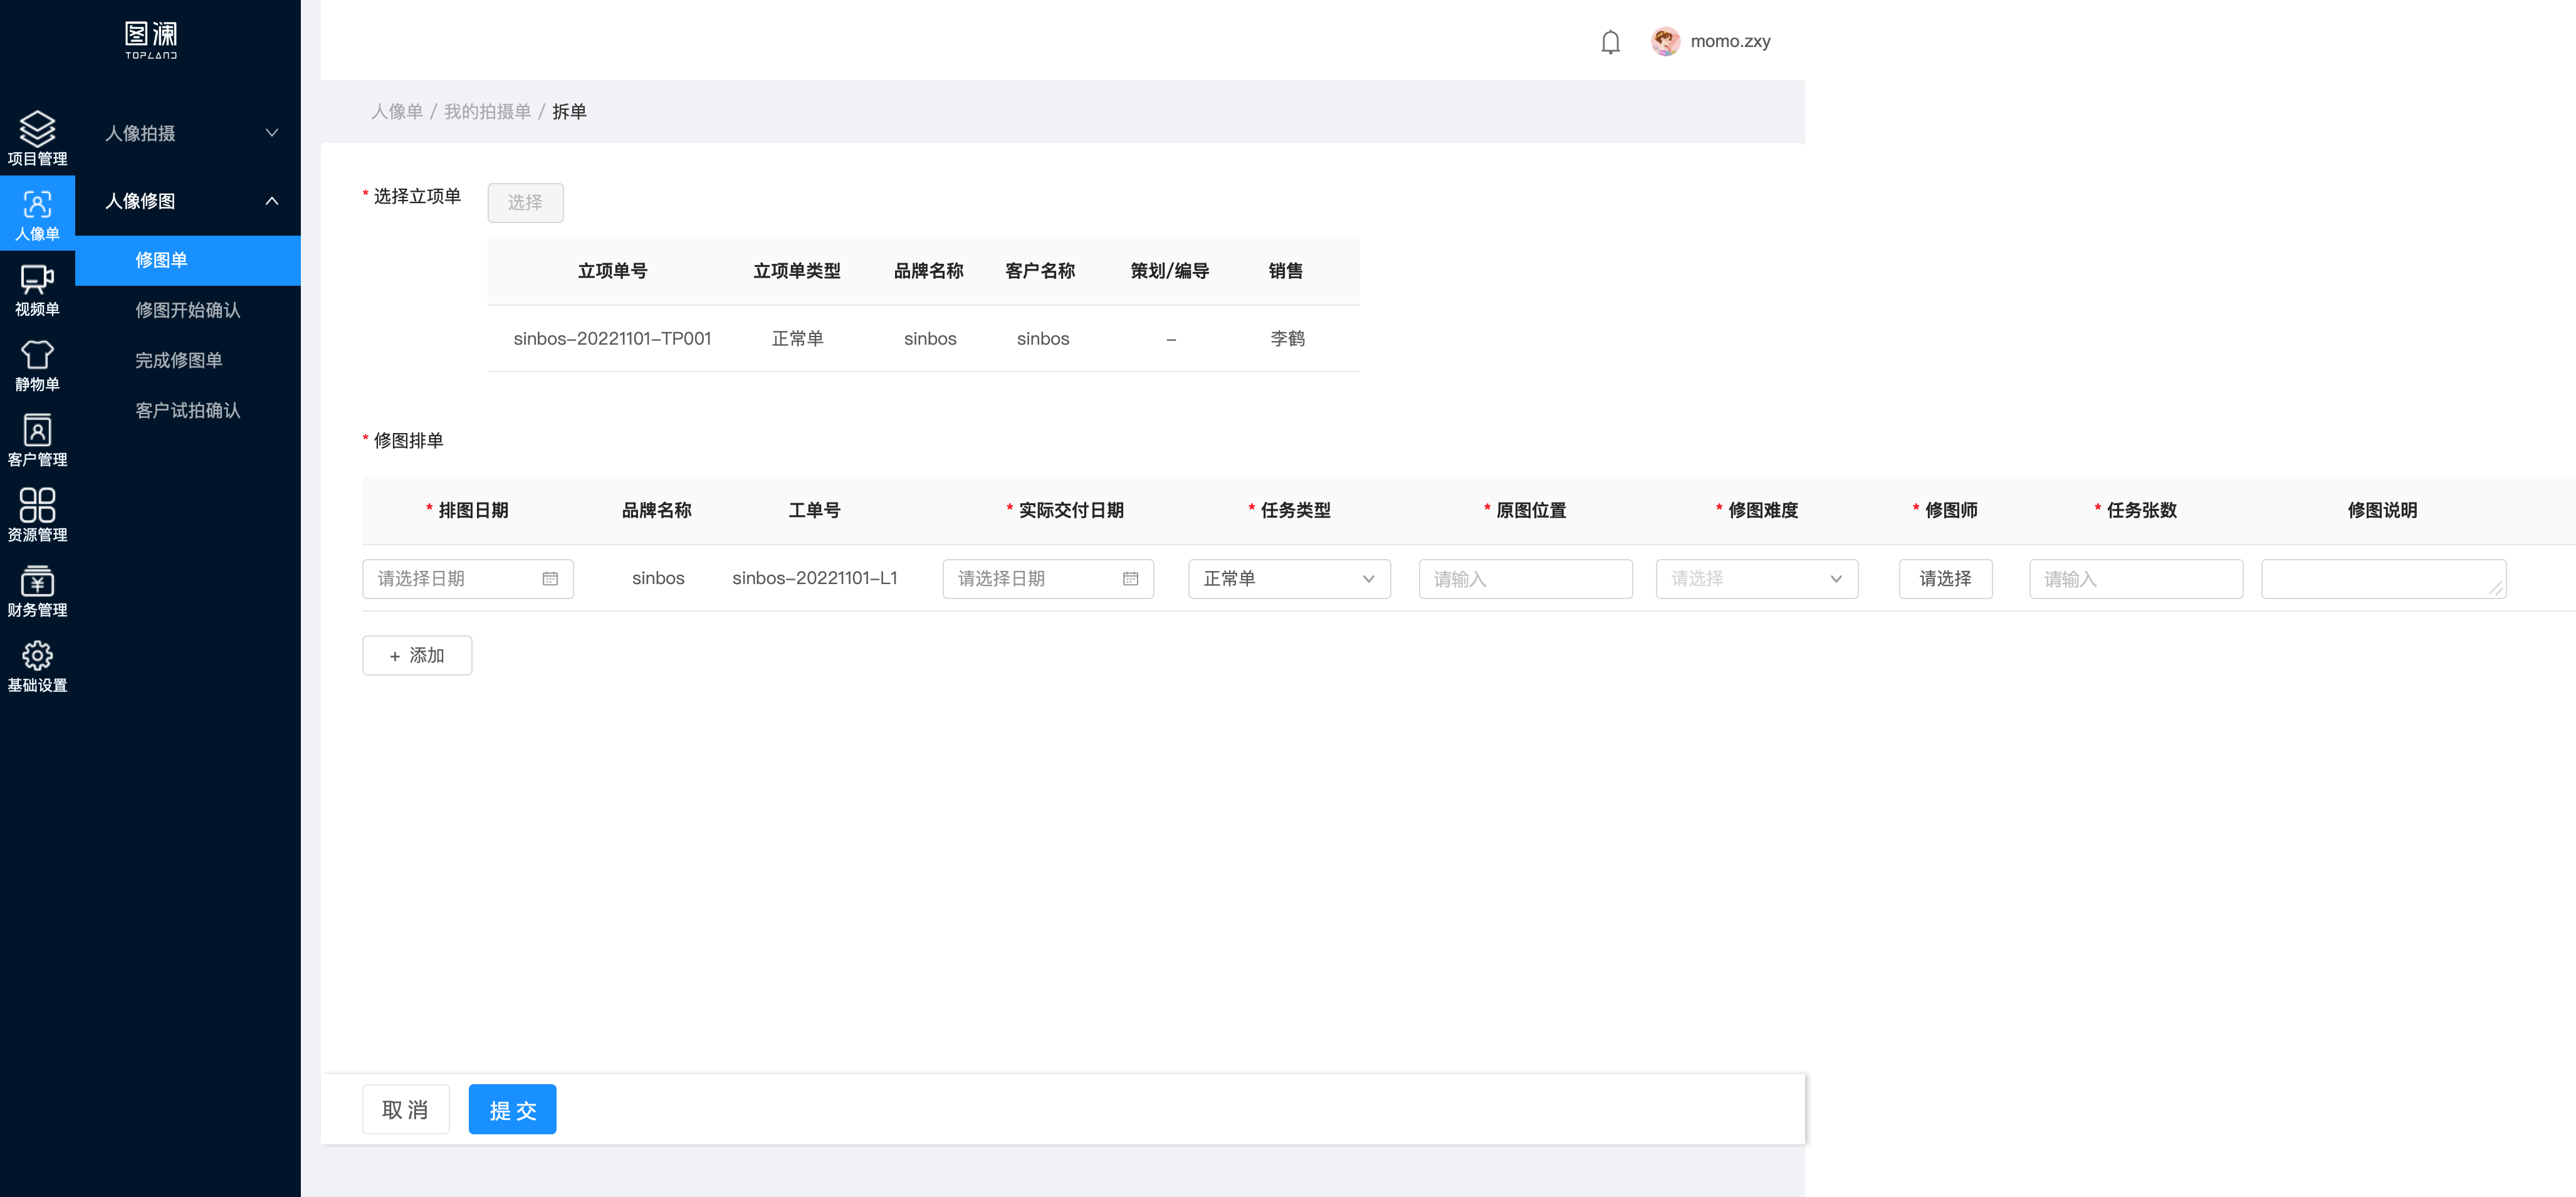 图澜
TOPLAND
momo.zxy
项目管理
人像单
视频单
静物单
客户管理
资源管理
财务管理
基础设置
人像拍摄
人像修图
修图单
修图开始确认
完成修图单
客户试拍确认
人像单 / 我的拍摄单 / 拆单
* 选择立项单 选择
立项单号 立项单类型 品牌名称 客户名称 策划/编导 销售
sinbos-20221101-TP001 正常单 sinbos sinbos - 李鹤
* 修图排单
* 排图日期 品牌名称 工单号 * 实际交付日期 * 任务类型 * 原图位置 * 修图难度 * 修图师 * 任务张数 修图说明
请选择日期 sinbos sinbos-20221101-L1 请选择日期 正常单 请输入 请选择 请选择 请输入
+ 添加
取消 提交